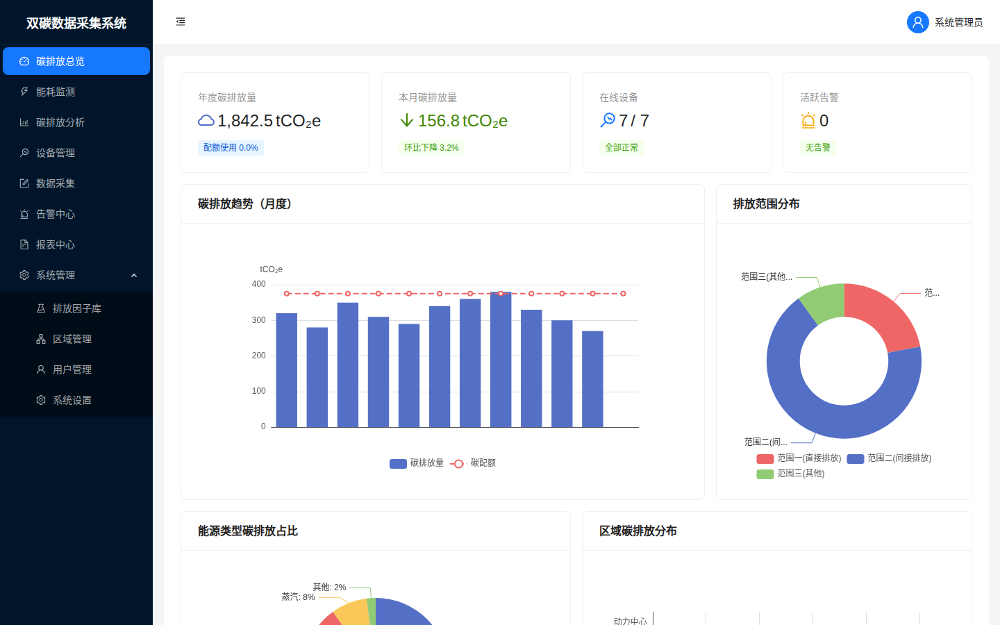 双碳数据采集系统
碳排放总览
能耗监测
碳排放分析
设备管理
数据采集
告警中心
报表中心
系统管理
排放因子库
区域管理
用户管理
系统设置
系统管理员
年度碳排放量
1,842.5 tCO₂e
配额使用 0.0%
本月碳排放量
156.8 tCO₂e
环比下降 3.2%
在线设备
7 / 7
全部正常
活跃告警
0
无告警
碳排放趋势（月度）
tCO₂e
400
300
200
100
0
碳排放量
碳配额
排放范围分布
范围三(其他...
范...
范围二(间...
范围一(直接排放)
范围二(间接排放)
范围三(其他)
能源类型碳排放占比
其他: 2%
蒸汽: 8%
区域碳排放分布
动力中心